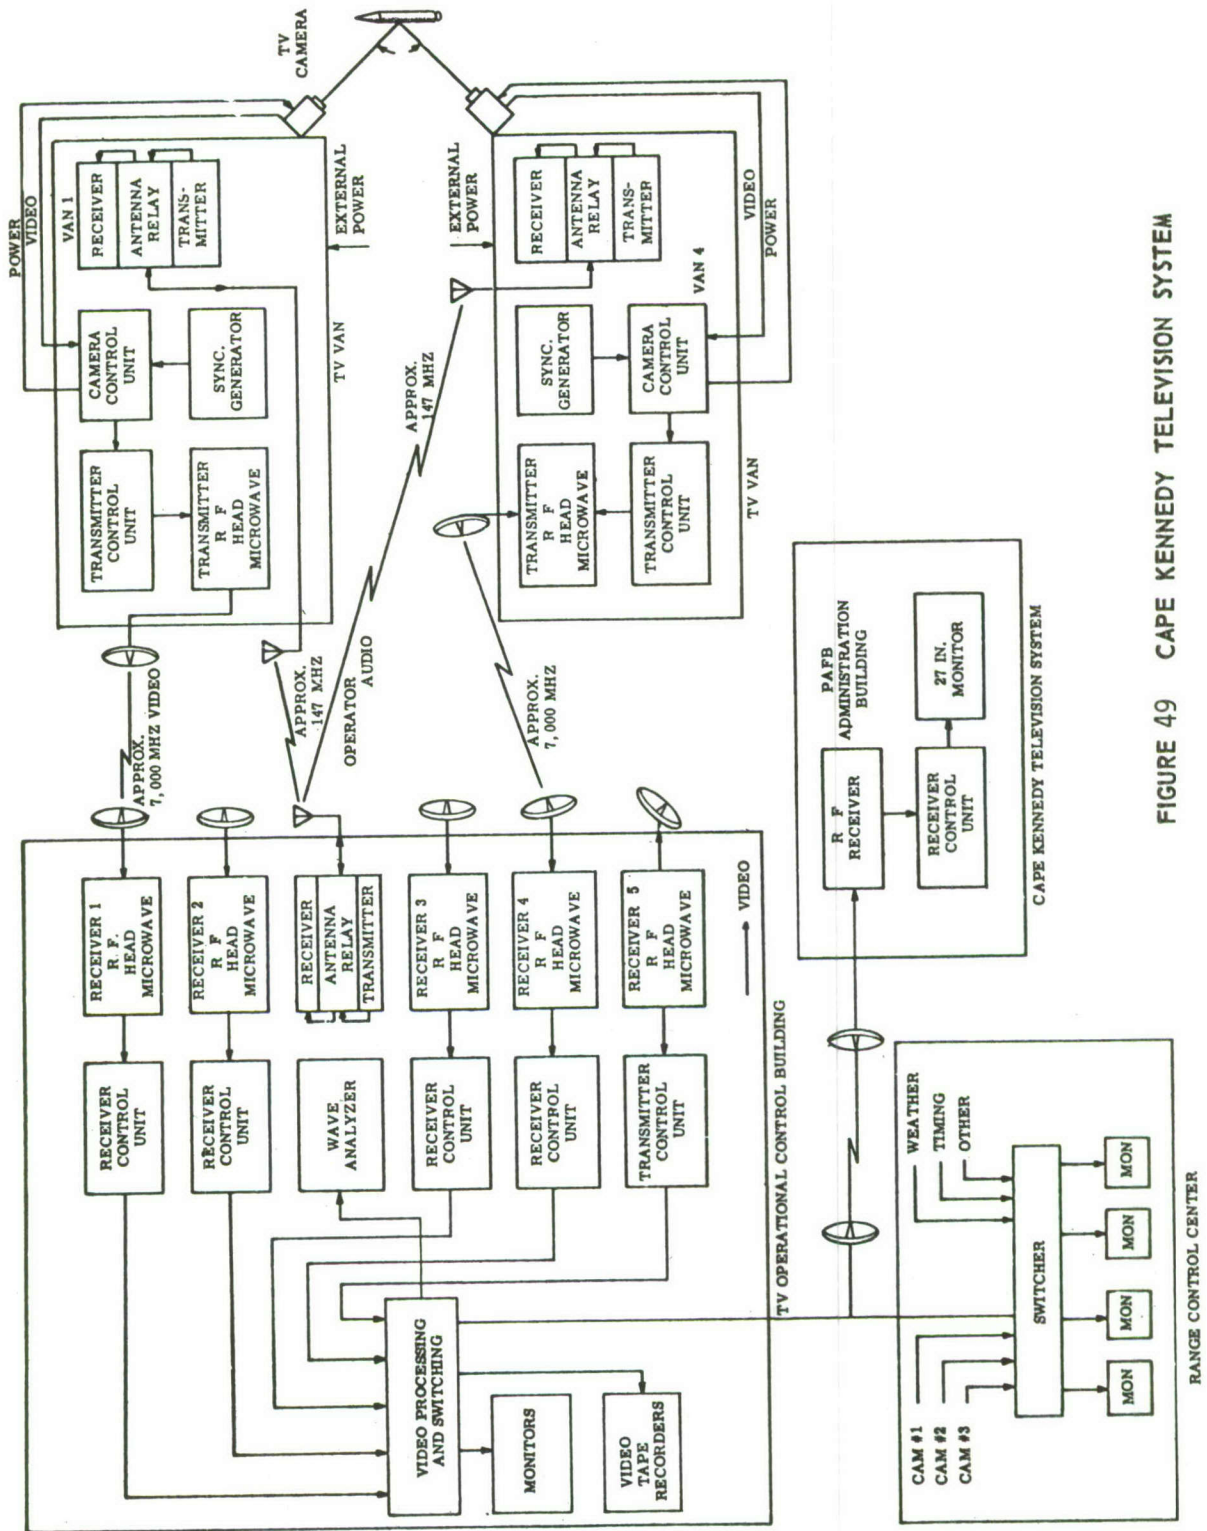 POWER
VIDEO
VAN 1
RECEIVER
ANTENNA
RELAY
TRANS-
MITTER
CAMERA
CONTROL
UNIT
SYNC.
GENERATOR
TRANSMITTER
CONTROL
UNIT
TRANSMITTER
R F
HEAD
MICROWAVE
TV VAN
TV
CAMERA
EXTERNAL
POWER
EXTERNAL
POWER
RECEIVER
ANTENNA
RELAY
TRANS-
MITTER
VAN 4
SYNC.
GENERATOR
CAMERA
CONTROL
UNIT
TRANSMITTER
R F
HEAD
MICROWAVE
TRANSMITTER
CONTROL
UNIT
TV VAN
VIDEO
POWER
APPROX.
7,000 MHZ VIDEO
APPROX.
147 MHZ
OPERATOR
AUDIO
APPROX.
147 MHZ
APPROX.
7,000 MHZ
RECEIVER 1
R F.
HEAD
MICROWAVE
RECEIVER 2
R F
HEAD
MICROWAVE
RECEIVER
ANTENNA
RELAY
TRANSMITTER
RECEIVER 3
R F
HEAD
MICROWAVE
RECEIVER 4
R F
HEAD
MICROWAVE
RECEIVER 5
R F
HEAD
MICROWAVE
VIDEO
RECEIVER
CONTROL
UNIT
RECEIVER
CONTROL
UNIT
WAVE
ANALYZER
RECEIVER
CONTROL
UNIT
RECEIVER
CONTROL
UNIT
TRANSMITTER
CONTROL
UNIT
VIDEO PROCESSING
AND SWITCHING
MONITORS
VIDEO
TAPE
RECORDERS
TV OPERATIONAL CONTROL BUILDING
PAFB
ADMINISTRATION
BUILDING
R F
RECEIVER
RECEIVER
CONTROL
UNIT
27 IN.
MONITOR
CAPE KENNEDY TELEVISION SYSTEM
CAM #1
CAM #2
CAM #3
WEATHER
TIMING
OTHER
SWITCHER
MON
MON
MON
MON
RANGE CONTROL CENTER
FIGURE 49 CAPE KENNEDY TELEVISION SYSTEM